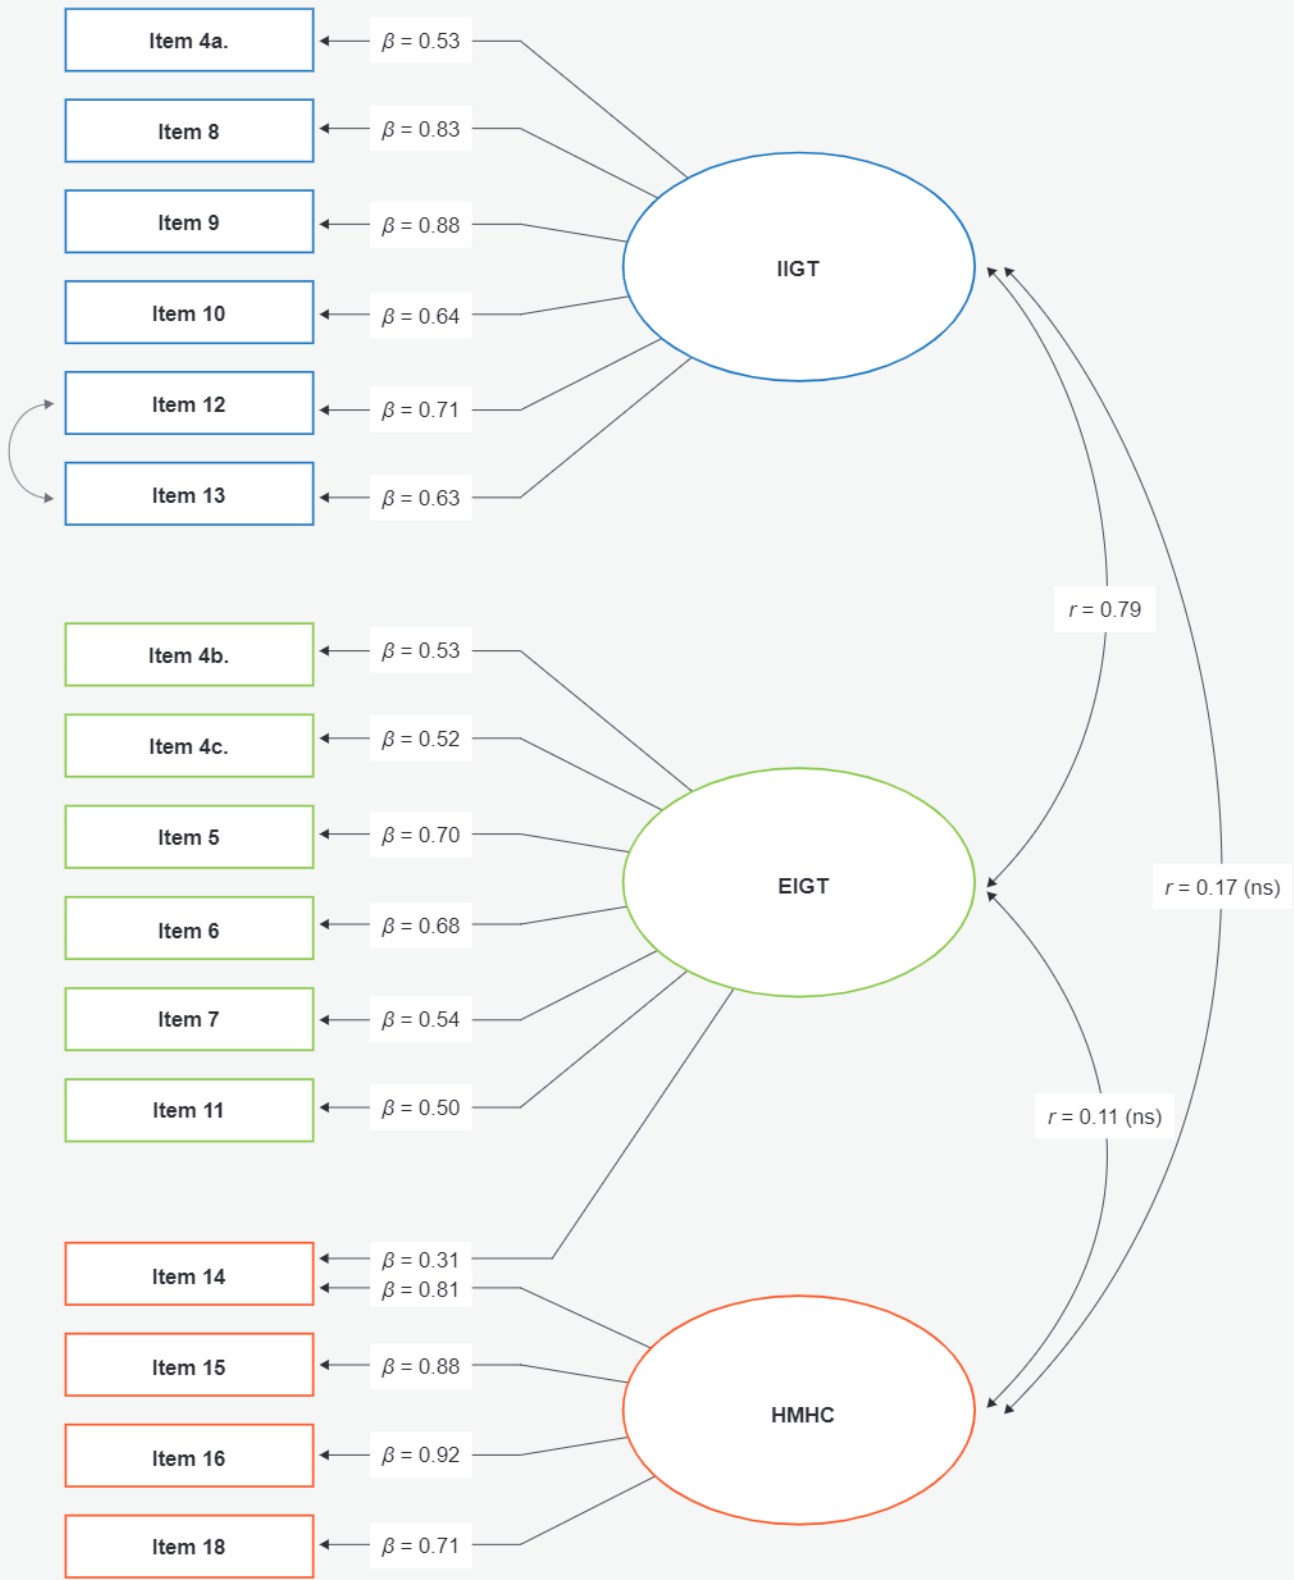 Item 4a.
β = 0.53
Item 8
β = 0.83
Item 9
β = 0.88
IIGT
Item 10
β = 0.64
Item 12
β = 0.71
Item 13
β = 0.63
r = 0.79
Item 4b.
β = 0.53
Item 4c.
β = 0.52
Item 5
β = 0.70
EIGT
r = 0.17 (ns)
Item 6
β = 0.68
Item 7
β = 0.54
Item 11
β = 0.50
r = 0.11 (ns)
Item 14
β = 0.31
β = 0.81
Item 15
β = 0.88
HMHC
Item 16
β = 0.92
Item 18
β = 0.71